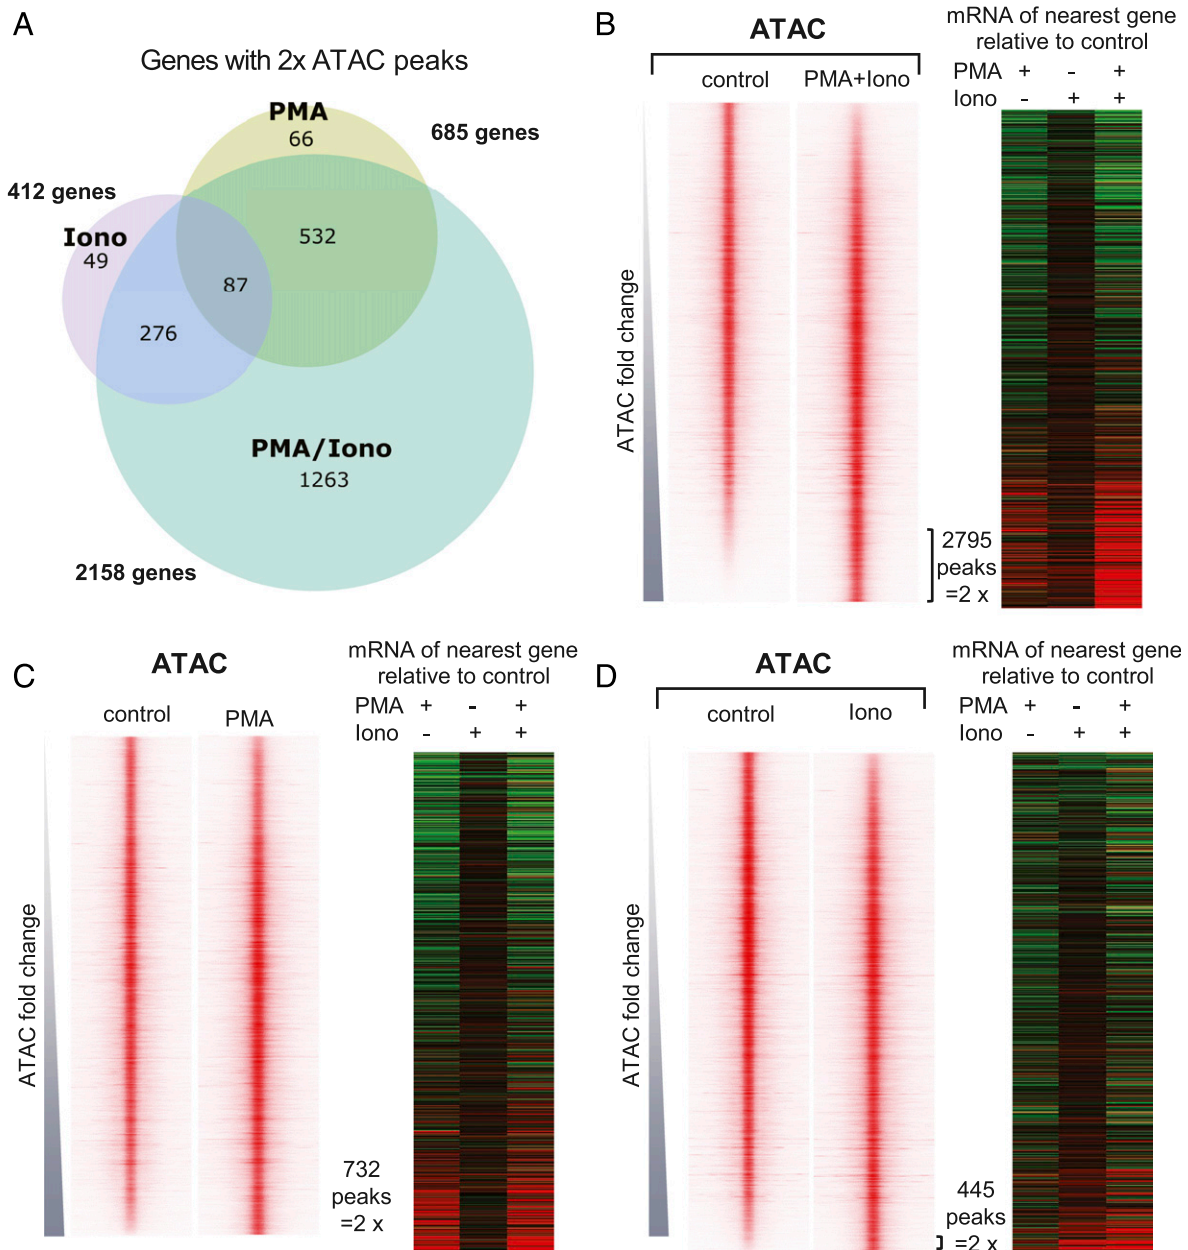 A
Genes with 2x ATAC peaks
PMA
66
685 genes
412 genes
Iono
49
532
87
276
PMA/Iono
1263
2158 genes
B
ATAC
control PMA+Iono
mRNA of nearest gene
relative to control
PMA + - +
Iono - + +
ATAC fold change
2795
peaks
=2 x
C
ATAC
control PMA
mRNA of nearest gene
relative to control
PMA + - +
Iono - + +
ATAC fold change
732
peaks
=2 x
D
ATAC
control Iono
mRNA of nearest gene
relative to control
PMA + - +
Iono - + +
ATAC fold change
445
peaks
=2 x